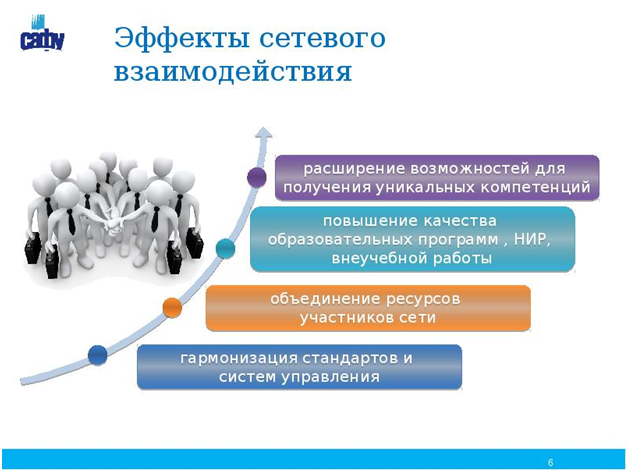 сафу
Эффекты сетевого
взаимодействия
расширение возможностей для
получения уникальных компетенций
повышение качества
образовательных программ , НИР,
внеучебной работы
объединение ресурсов
участников сети
гармонизация стандартов и
систем управления
6